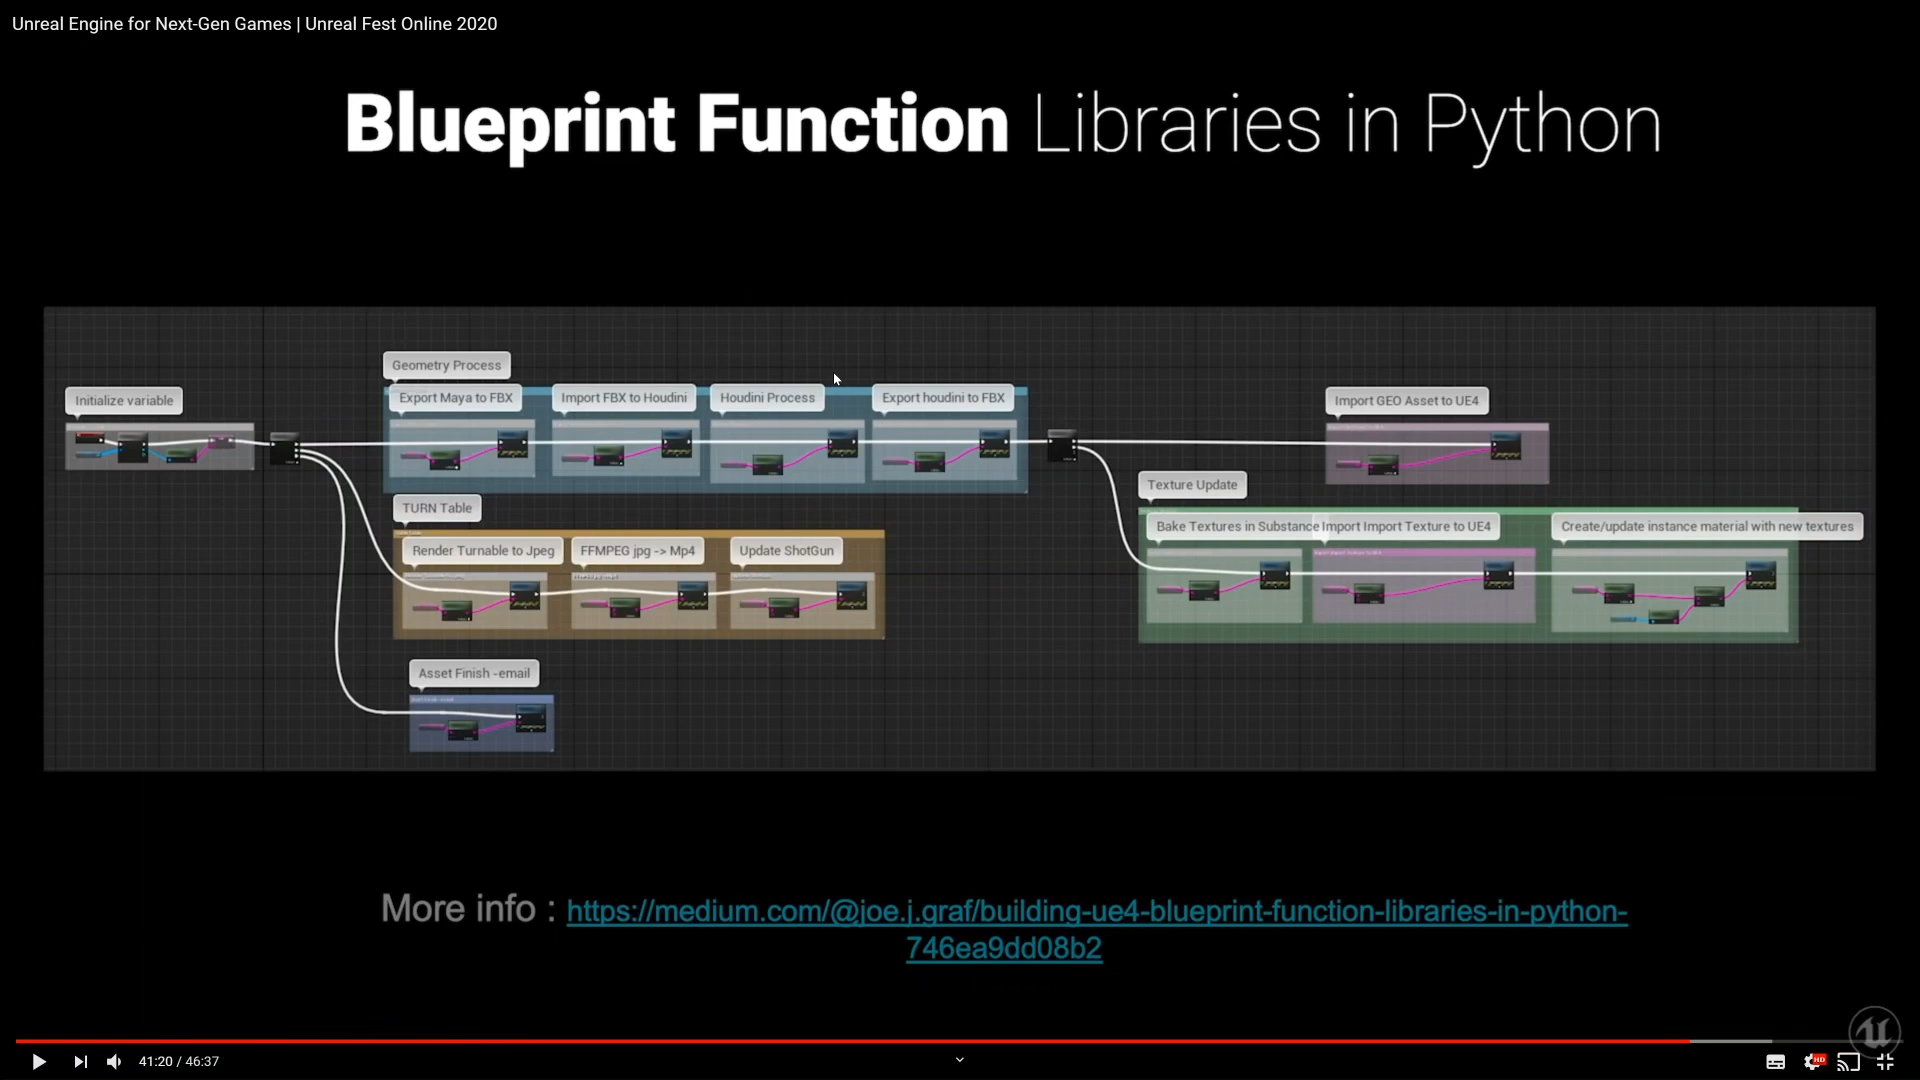 Unreal Engine for Next-Gen Games | Unreal Fest Online 2020
Blueprint Function Libraries in Python
Geometry Process
Initialize variable
Export Maya to FBX
Import FBX to Houdini
Houdini Process
Export houdini to FBX
Import GEO Asset to UE4
Texture Update
TURN Table
Bake Textures in Substance
Import Import Texture to UE4
Create/update instance material with new textures
Render Turnable to Jpeg
FFMPEG jpg -> Mp4
Update ShotGun
Asset Finish -email
More info : https://medium.com/@joe.j.graf/building-ue4-blueprint-function-libraries-in-python-
746ea9dd08b2
41:20 / 46:37
HD